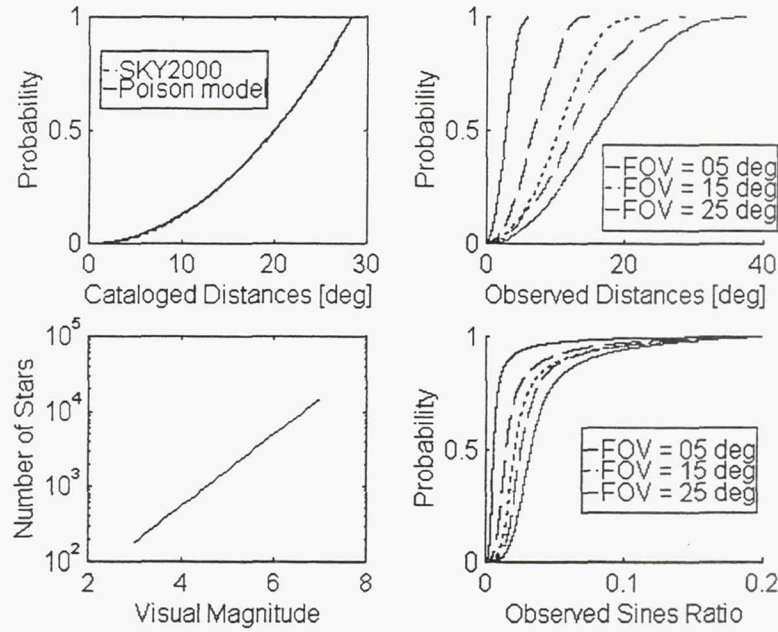 1
0.5
0
Probability
SKY2000
Poison model
0 10 20 30
Cataloged Distances [deg]
1
0.5
0
Probability
FOV = 05 deg
FOV = 15 deg
FOV = 25 deg
0 20 40
Observed Distances [deg]
10^5
10^4
10^3
10^2
Number of Stars
2 4 6 8
Visual Magnitude
1
0.5
0
Probability
FOV = 05 deg
FOV = 15 deg
FOV = 25 deg
0 0.1 0.2
Observed Sines Ratio